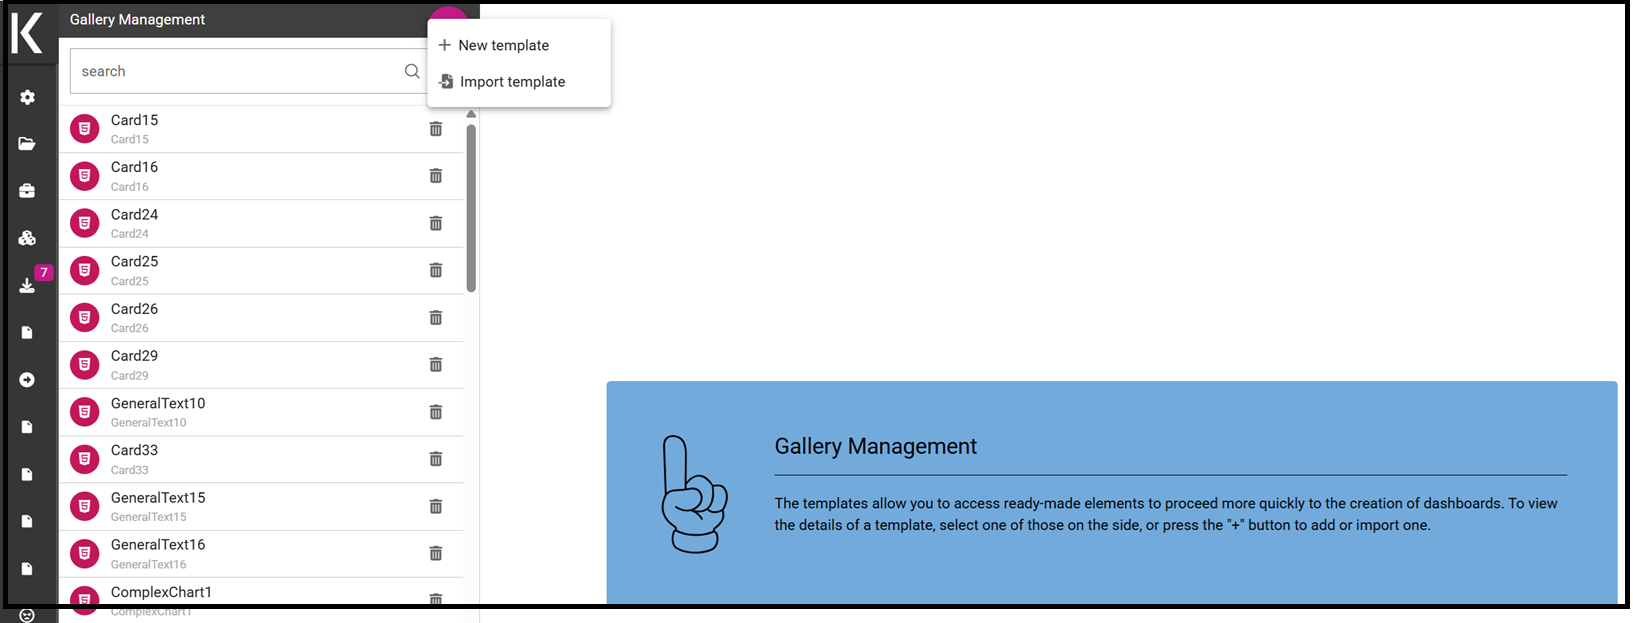 K
Gallery Management
New template
Import template
search
Card15
Card15
Card16
Card16
Card24
Card24
Card25
Card25
7
Card26
Card26
Card29
Card29
GeneralText10
GeneralText10
Card33
Card33
GeneralText15
GeneralText15
GeneralText16
GeneralText16
ComplexChart1
ComplexChart1
Gallery Management
The templates allow you to access ready-made elements to proceed more quickly to the creation of dashboards. To view
the details of a template, select one of those on the side, or press the "+" button to add or import one.